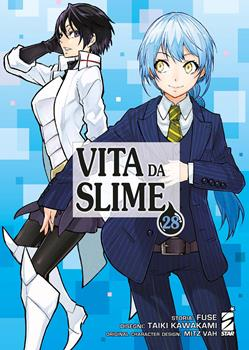 VITA DA
SLIME
28
STORIA: FUSE
DISEGNI: TAIKI KAWAKAMI
ORIGINAL CHARACTER DESIGN: MITZ VAH
STAR